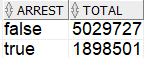 ARREST TOTAL
false 5029727
true 1898501